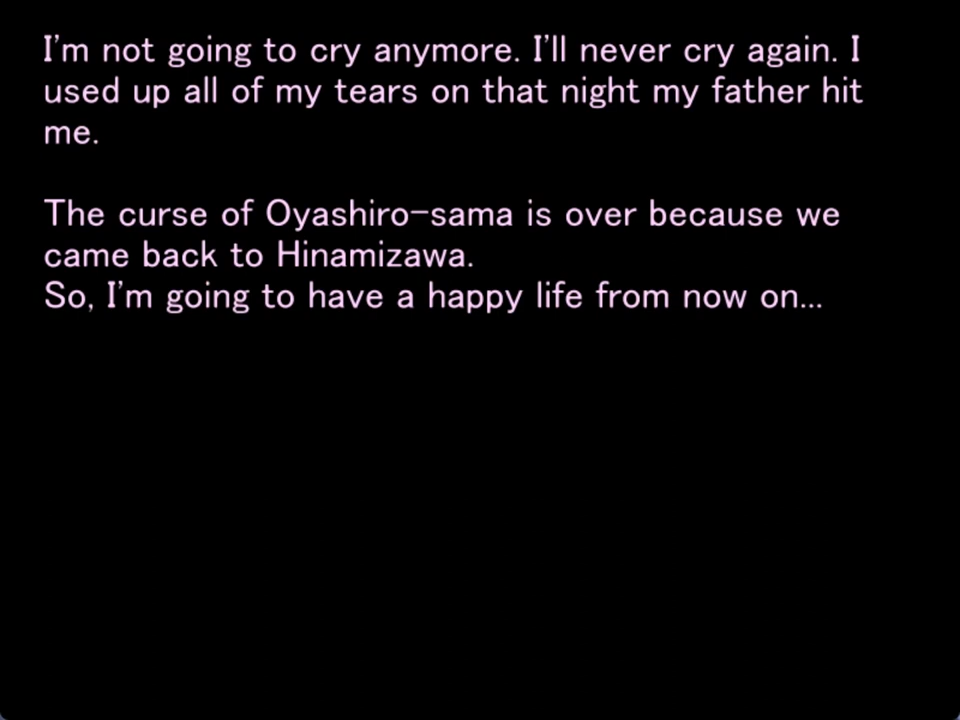 I'm not going to cry anymore. I'll never cry again. I
used up all of my tears on that night my father hit
me.
The curse of Oyashiro-sama is over because we
came back to Hinamizawa.
So, I'm going to have a happy life from now on...